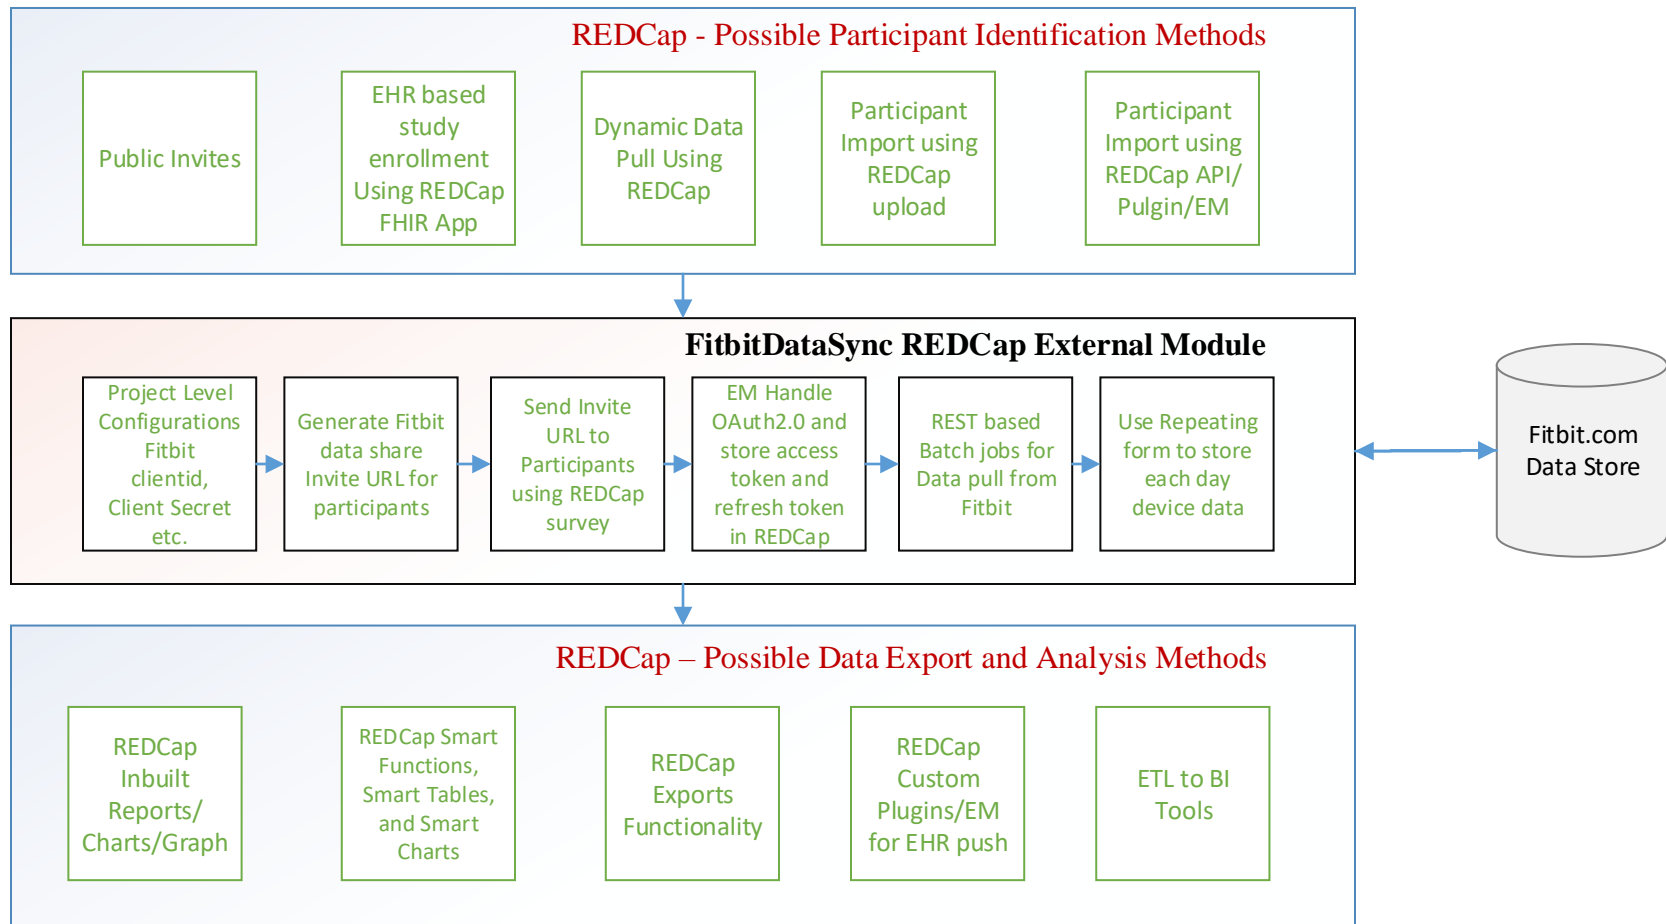 REDCap - Possible Participant Identification Methods
Public Invites
EHR based
study
enrollment
Using REDCap
FHIR App
Dynamic Data
Pull Using
REDCap
Participant
Import using
REDCap
upload
Participant
Import using
REDCap API/
Pulgin/EM
FitbitDataSync REDCap External Module
Project Level
Configurations
Fitbit
clientid,
Client Secret
etc.
Generate Fitbit
data share
Invite URL for
participants
Send Invite
URL to
Participants
using REDCap
survey
EM Handle
OAuth2.0 and
store access
token and
refresh token
in REDCap
REST based
Batch jobs for
Data pull from
Fitbit
Use Repeating
form to store
each day
device data
Fitbit.com
Data Store
REDCap – Possible Data Export and Analysis Methods
REDCap
Inbuilt
Reports/
Charts/Graph
REDCap Smart
Functions,
Smart Tables,
and Smart
Charts
REDCap
Exports
Functionality
REDCap
Custom
Plugins/EM
for EHR push
ETL to BI
Tools